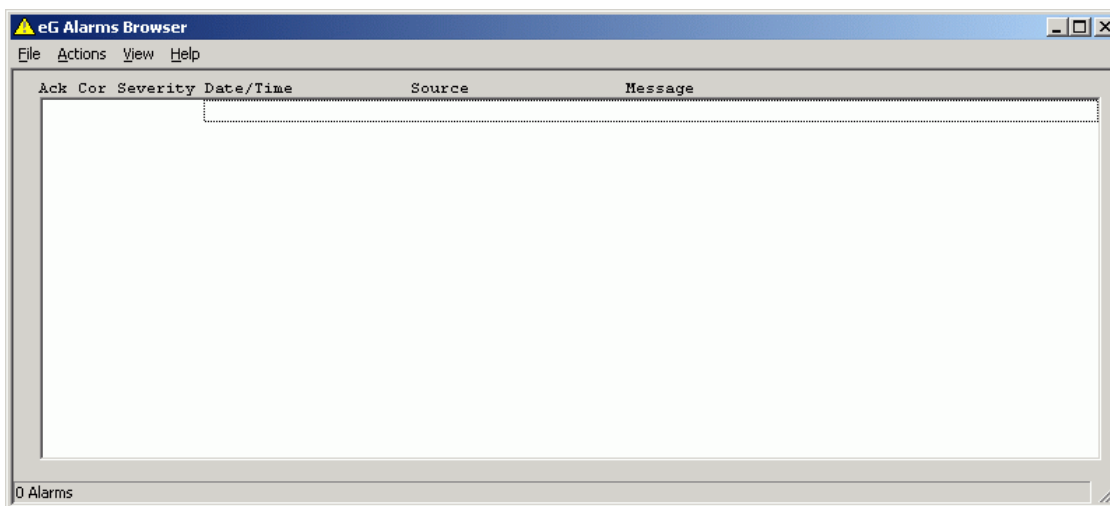 eG Alarms Browser
File Actions View Help
Ack Cor Severity Date/Time Source Message
0 Alarms